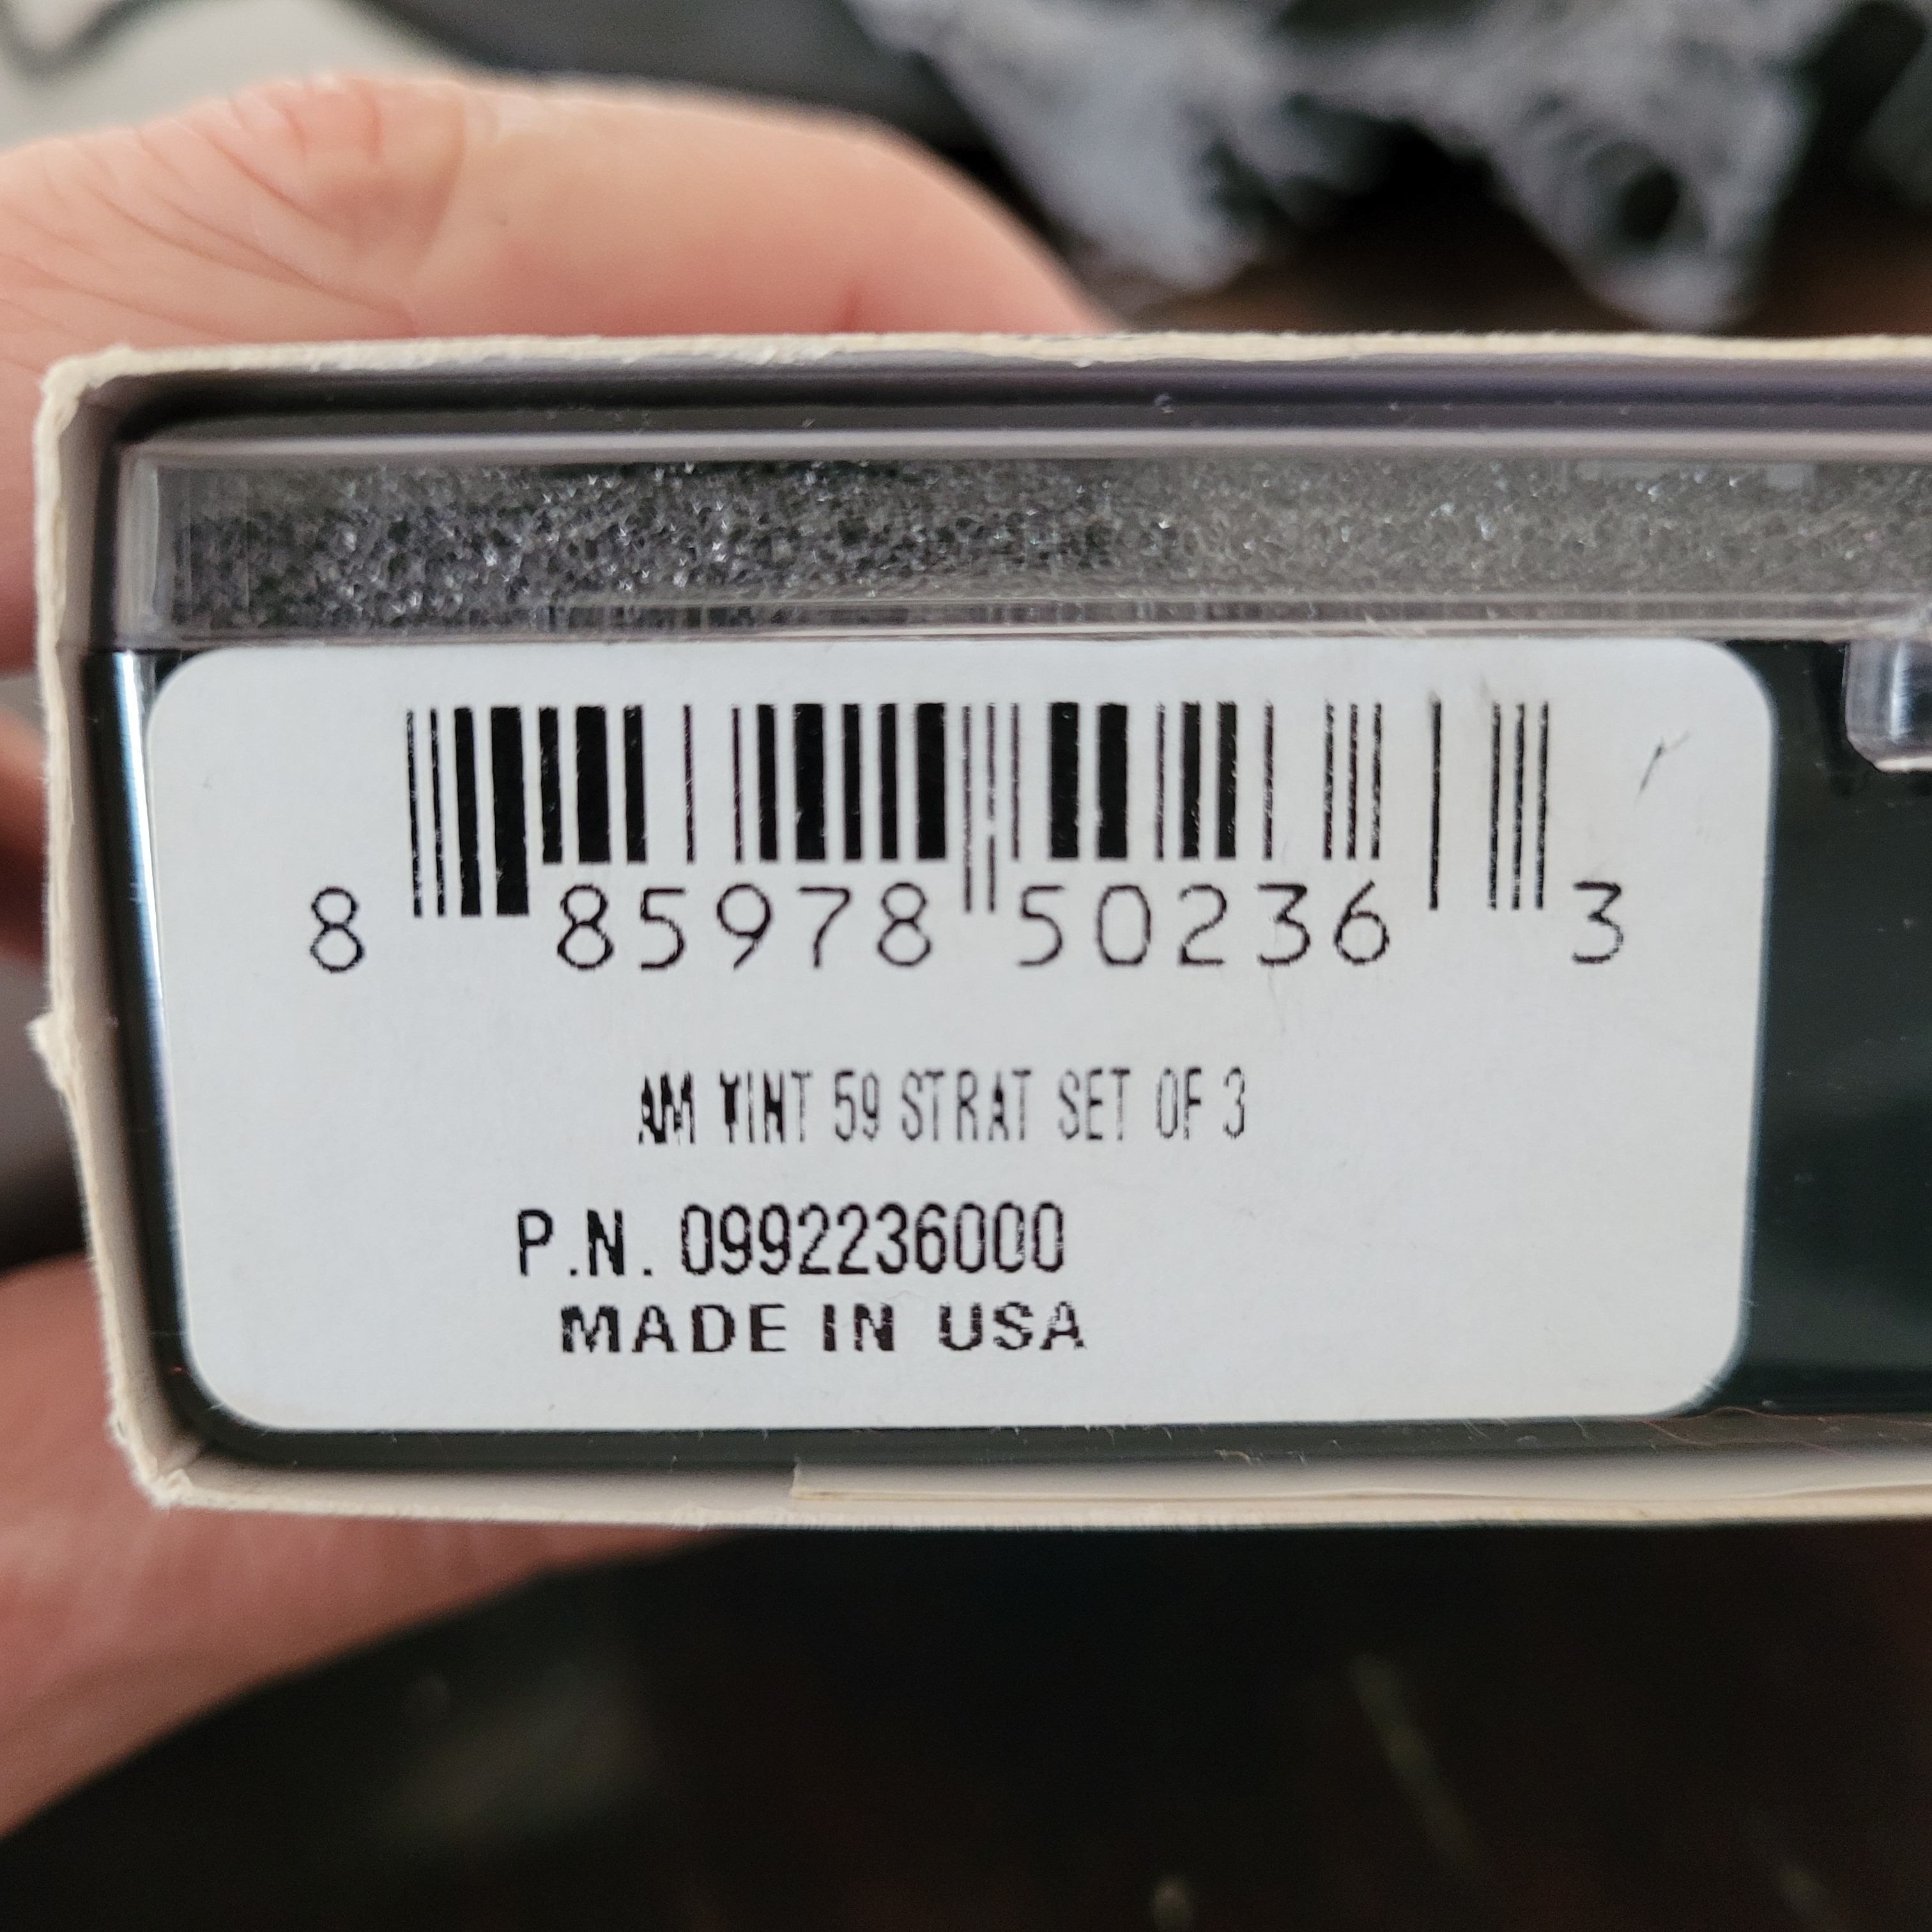 8 85978 50236 3
AM VINT 59 STRAT SET OF 3
P.N. 0992236000
MADE IN USA